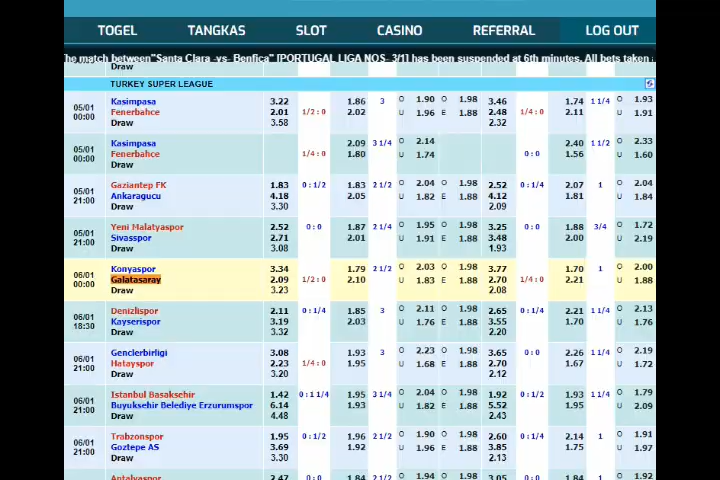 TOGEL TANGKAS SLOT CASINO REFERRAL LOG OUT
he match between"Santa Clara -vs- Benfica" [PORTUGAL LIGA NOS- 3/1] has been suspended at 6th minutes. All bets taken
Draw
TURKEY SUPER LEAGUE
05/01 Kasimpasa 3.22 1.86 3 O 1.90 O 1.98 3.46 1.74 1 1/4 O 1.93
00:00 Fenerbahce 2.01 1/2 : 0 2.02 U 1.96 E 1.88 2.48 1/4 : 0 2.11 U 1.91
Draw 3.58 2.32
05/01 Kasimpasa 2.09 3 1/4 O 2.14 2.40 1 1/2 O 2.33
00:00 Fenerbahce 1/4 : 0 1.80 U 1.74 0 : 0 1.56 U 1.60
Draw
05/01 Gaziantep FK 1.83 0 : 1/2 1.83 2 1/2 O 2.04 O 1.98 2.52 0 : 1/4 2.07 1 O 2.04
21:00 Ankaragucu 4.18 2.05 U 1.82 E 1.88 4.12 1.81 U 1.84
Draw 3.30 2.09
05/01 Yeni Malatyaspor 2.52 0 : 0 1.87 2 1/4 O 1.95 O 1.98 3.25 0 : 0 1.88 3/4 O 1.72
21:00 Sivasspor 2.71 2.01 U 1.91 E 1.88 3.48 2.00 U 2.19
Draw 3.08 1.93
06/01 Konyaspor 3.34 1.79 2 1/2 O 2.03 O 1.98 3.77 1.70 1 O 2.00
00:00 Galatasaray 2.09 1/2 : 0 2.10 U 1.83 E 1.88 2.70 1/4 : 0 2.21 U 1.88
Draw 3.23 2.08
06/01 Denizlispor 2.11 0 : 1/4 1.85 3 O 2.11 O 1.98 2.65 0 : 1/4 2.21 1 1/4 O 2.13
18:30 Kayserispor 3.19 2.03 U 1.76 E 1.88 3.55 1.70 U 1.76
Draw 3.32 2.20
06/01 Genclerbirligi 3.08 1.93 3 O 2.23 O 1.98 3.65 0 : 0 2.26 1 1/4 O 2.19
21:00 Hatayspor 2.23 1/4 : 0 1.95 U 1.68 E 1.88 2.70 1.67 U 1.72
Draw 3.20 2.12
06/01 Istanbul Basaksehir 1.42 0 : 1 1/4 1.95 3 1/4 O 2.04 O 1.98 1.92 0 : 1/2 1.93 1 1/4 O 1.79
21:00 Buyuksehir Belediye Erzurumspor 6.14 1.93 U 1.82 E 1.88 5.52 1.95 U 2.09
Draw 4.48 2.43
06/01 Trabzonspor 1.95 0 : 1/2 1.96 2 1/2 O 1.90 O 1.98 2.60 0 : 1/4 2.14 1 O 1.91
21:00 Goztepe AS 3.69 1.92 U 1.96 E 1.88 3.85 1.75 U 1.97
Draw 3.30 2.13
Antalyaspor 2.47 0 : 0 1.84 2 1/2 O 1.94 O 1.98 3.05 0 : 0 1.84 1 O 1.92